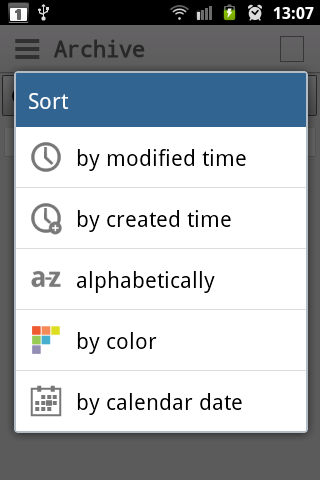 1
13:07
Archive
Sort
by modified time
by created time
a-z
alphabetically
by color
by calendar date